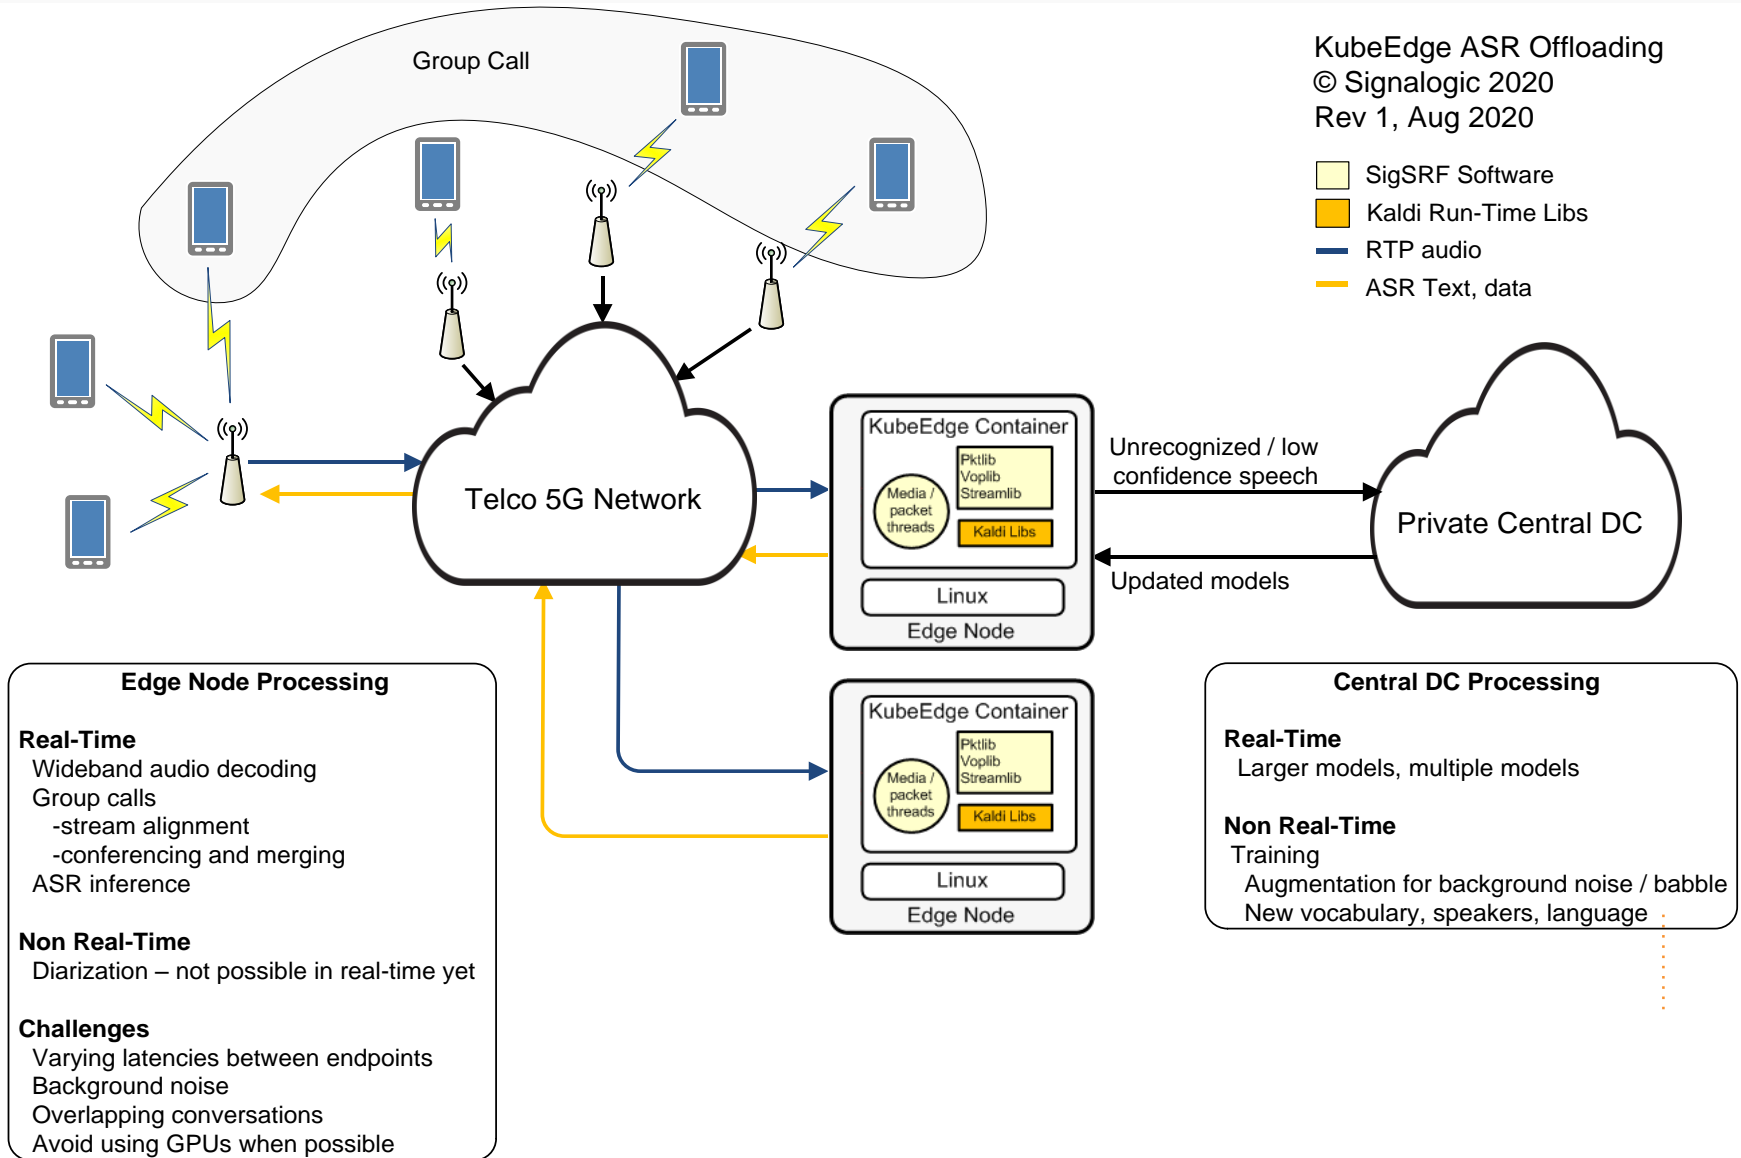 Group Call
KubeEdge ASR Offloading
© Signalogic 2020
Rev 1, Aug 2020
SigSRF Software
Kaldi Run-Time Libs
RTP audio
ASR Text, data
Telco 5G Network
KubeEdge Container
Pktlib
Voplib
Streamlib
Media /
packet
threads
Kaldi Libs
Linux
Edge Node
Unrecognized / low
confidence speech
Updated models
Private Central DC
KubeEdge Container
Pktlib
Voplib
Streamlib
Media /
packet
threads
Kaldi Libs
Linux
Edge Node
Edge Node Processing
Real-Time
Wideband audio decoding
Group calls
-stream alignment
-conferencing and merging
ASR inference
Non Real-Time
Diarization – not possible in real-time yet
Challenges
Varying latencies between endpoints
Background noise
Overlapping conversations
Avoid using GPUs when possible
Central DC Processing
Real-Time
Larger models, multiple models
Non Real-Time
Training
Augmentation for background noise / babble
New vocabulary, speakers, language